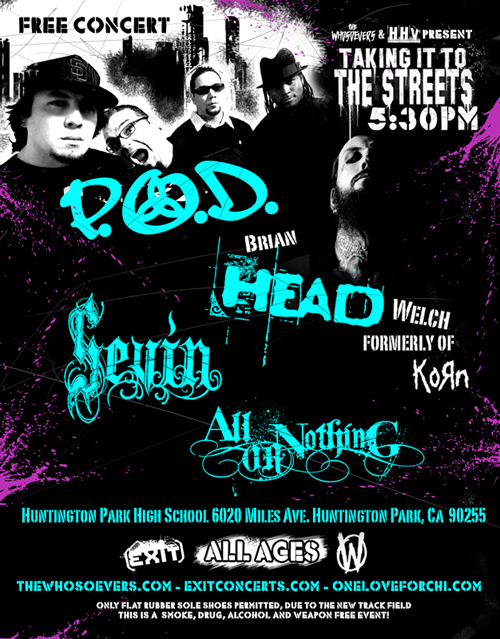 FREE CONCERT
THE WHOSOEVERS & HHV PRESENT
TAKING IT TO
THE STREETS
5:30PM
P.O.D.
BRIAN
HEAD
WELCH
FORMERLY OF
KoЯn
Sevin
All OR Nothing
HUNTINGTON PARK HIGH SCHOOL 6020 MILES AVE. HUNTINGTON PARK, CA 90255
EXIT ALL AGES W
THEWHOSOEVERS.COM - EXITCONCERTS.COM - ONELOVEFORCHI.COM
ONLY FLAT RUBBER SOLE SHOES PERMITTED, DUE TO THE NEW TRACK FIELD
THIS IS A SMOKE, DRUG, ALCOHOL AND WEAPON FREE EVENT!